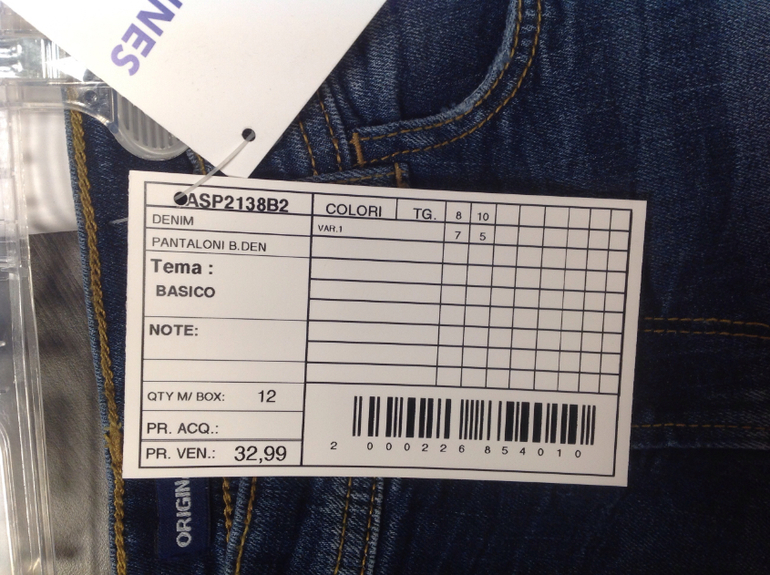 INES
ASP2138B2
DENIM
PANTALONI B.DEN
Tema :
BASICO
NOTE:
QTY M/ BOX: 12
PR. ACQ.:
PR. VEN.: 32,99
COLORI TG. 8 10
VAR.1 7 5
2 000226 854010
ORIGIN